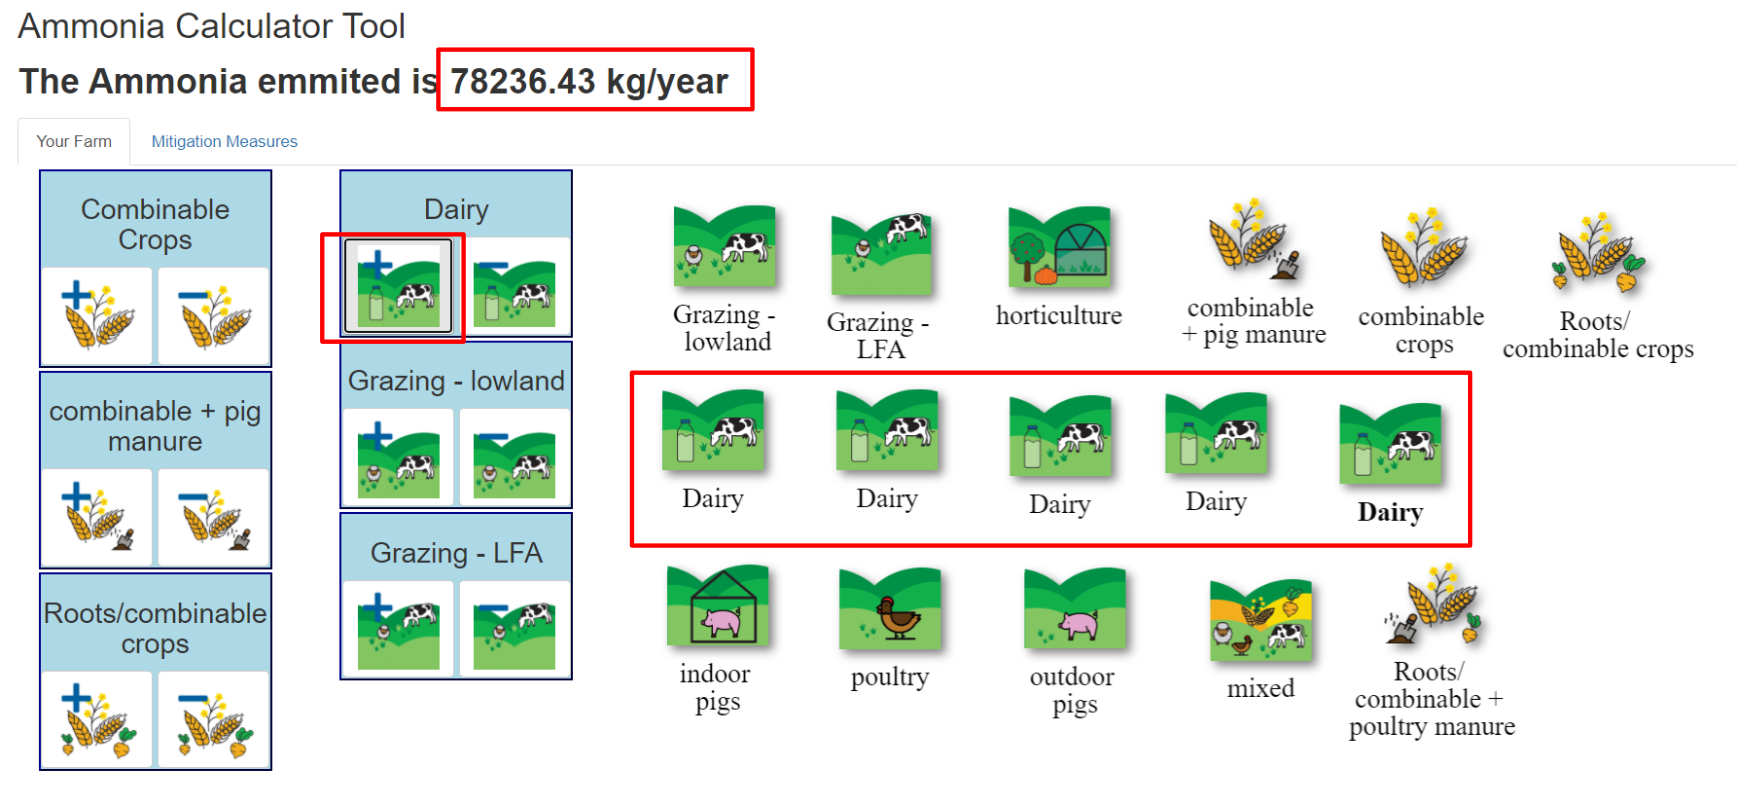 Ammonia Calculator Tool
The Ammonia emmited is 78236.43 kg/year
Your Farm
Mitigation Measures
Combinable
Crops
combinable + pig
manure
Roots/combinable
crops
Dairy
Grazing - lowland
Grazing - LFA
Grazing -
lowland
Grazing -
LFA
horticulture
combinable
+ pig manure
combinable
crops
Roots/
combinable crops
Dairy
Dairy
Dairy
Dairy
Dairy
indoor
pigs
poultry
outdoor
pigs
mixed
Roots/
combinable +
poultry manure